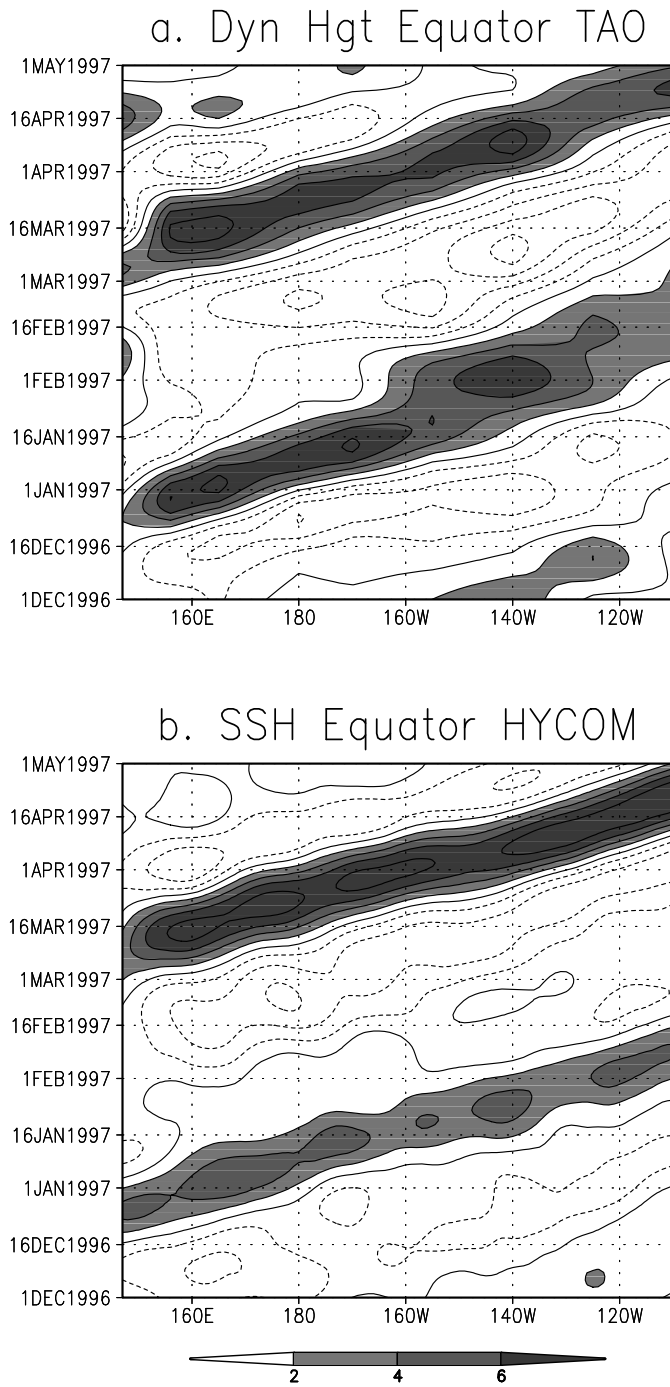 a. Dyn Hgt Equator TAO
1MAY1997
16APR1997
1APR1997
16MAR1997
1MAR1997
16FEB1997
1FEB1997
16JAN1997
1JAN1997
16DEC1996
1DEC1996
160E 180 160W 140W 120W
b. SSH Equator HYCOM
1MAY1997
16APR1997
1APR1997
16MAR1997
1MAR1997
16FEB1997
1FEB1997
16JAN1997
1JAN1997
16DEC1996
1DEC1996
160E 180 160W 140W 120W
2 4 6